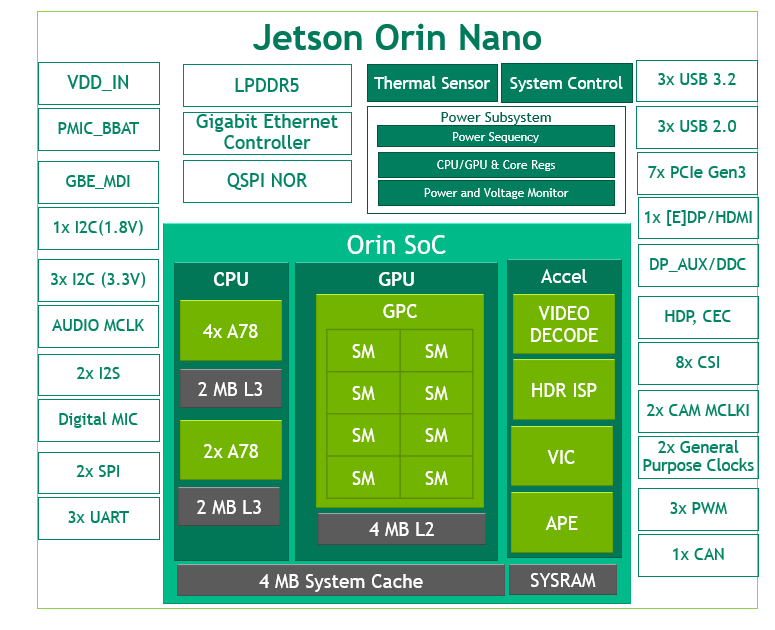 Jetson Orin Nano
VDD_IN
PMIC_BBAT
GBE_MDI
1x I2C(1.8V)
3x I2C (3.3V)
AUDIO MCLK
2x I2S
Digital MIC
2x SPI
3x UART
LPDDR5
Gigabit Ethernet
Controller
QSPI NOR
Thermal Sensor
System Control
Power Subsystem
Power Sequency
CPU/GPU & Core Regs
Power and Voltage Monitor
Orin SoC
CPU
4x A78
2 MB L3
2x A78
2 MB L3
GPU
GPC
SM SM
SM SM
SM SM
SM SM
4 MB L2
Accel
VIDEO
DECODE
HDR ISP
VIC
APE
4 MB System Cache
SYSRAM
3x USB 3.2
3x USB 2.0
7x PCIe Gen3
1x [E]DP/HDMI
DP_AUX/DDC
HDP, CEC
8x CSI
2x CAM MCLKI
2x General
Purpose Clocks
3x PWM
1x CAN